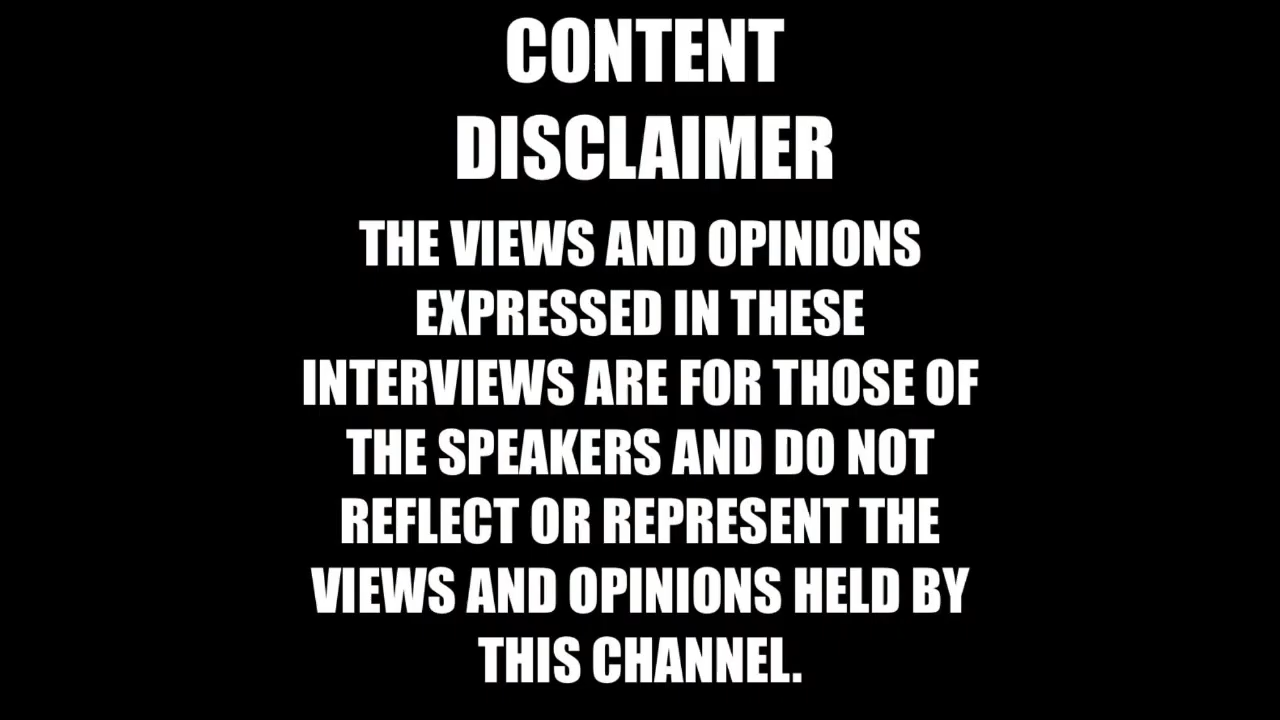 CONTENT
DISCLAIMER
THE VIEWS AND OPINIONS
EXPRESSED IN THESE
INTERVIEWS ARE FOR THOSE OF
THE SPEAKERS AND DO NOT
REFLECT OR REPRESENT THE
VIEWS AND OPINIONS HELD BY
THIS CHANNEL.